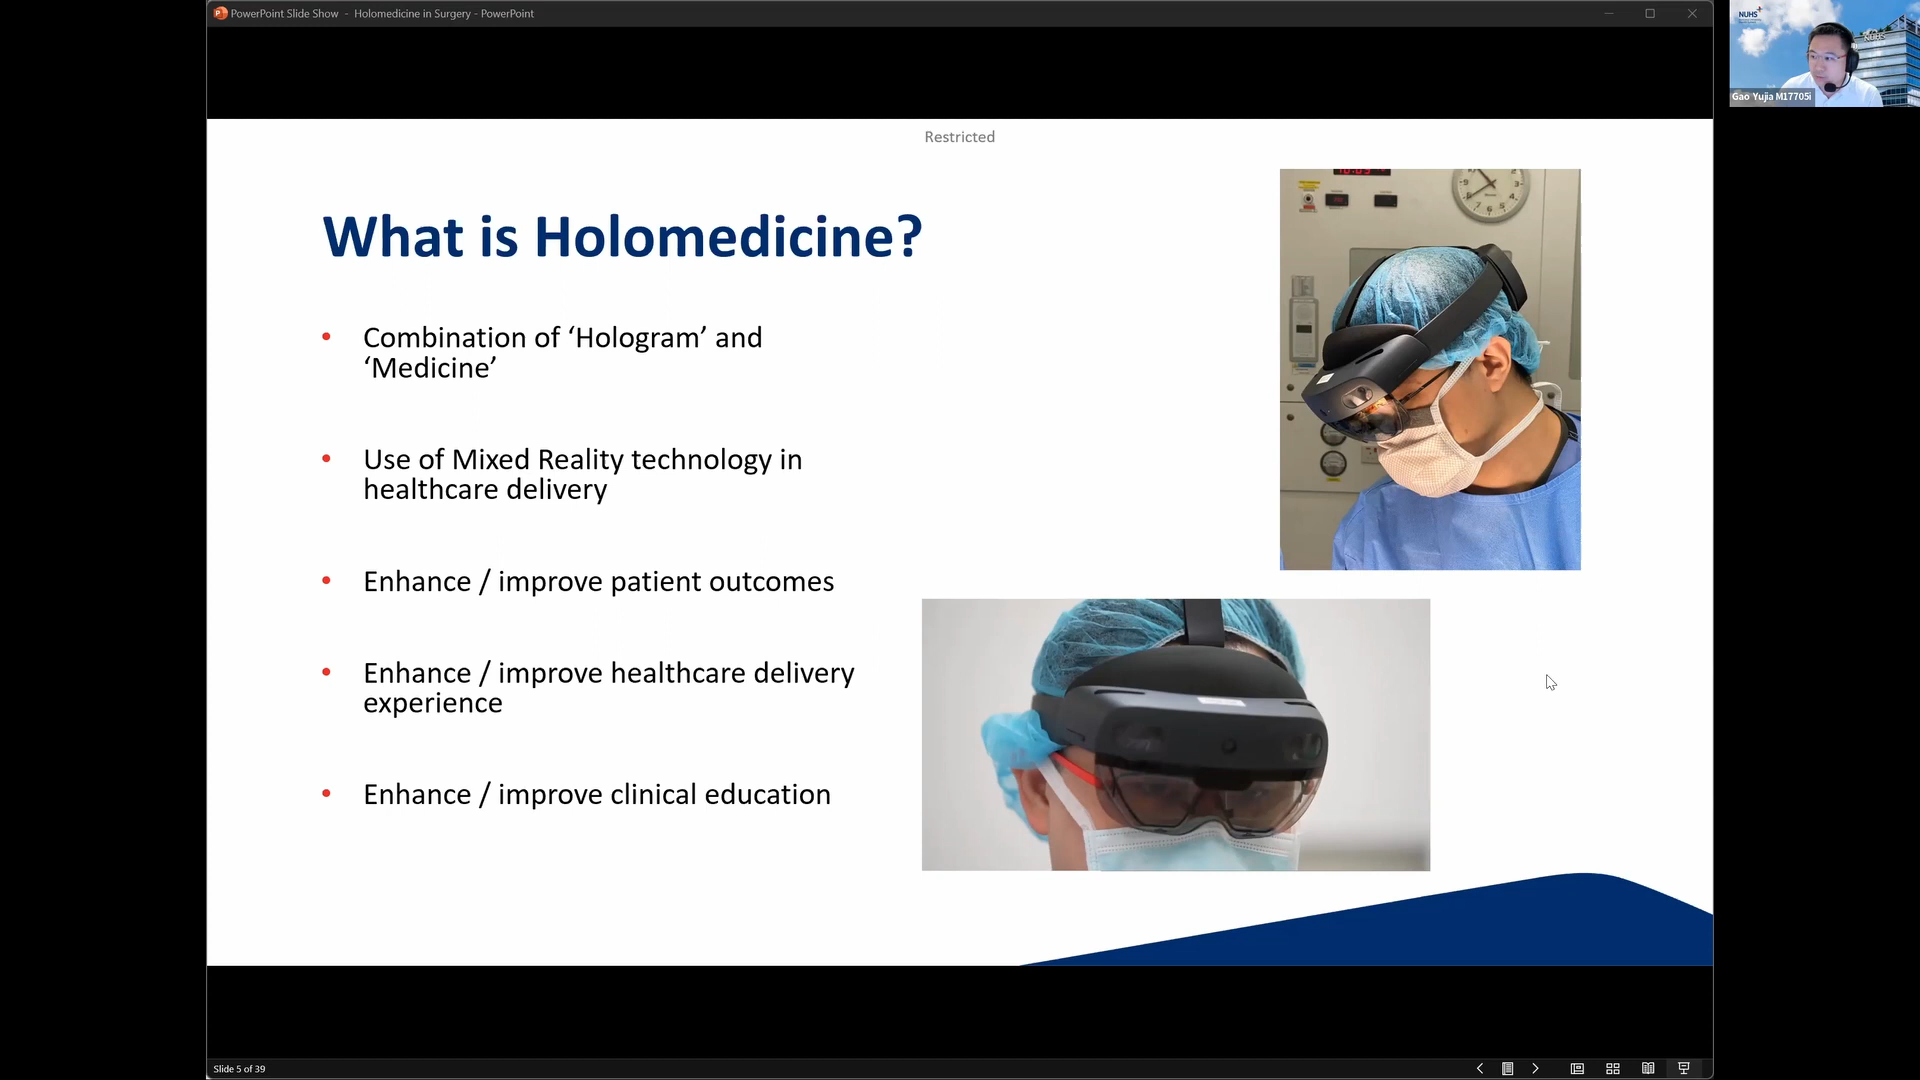 PowerPoint Slide Show - Holomedicine in Surgery - PowerPoint
NUHS
NUHS
Gao Yujia M17705i
Restricted
What is Holomedicine?
• Combination of ‘Hologram’ and
‘Medicine’
• Use of Mixed Reality technology in
healthcare delivery
• Enhance / improve patient outcomes
• Enhance / improve healthcare delivery
experience
• Enhance / improve clinical education
Slide 5 of 39